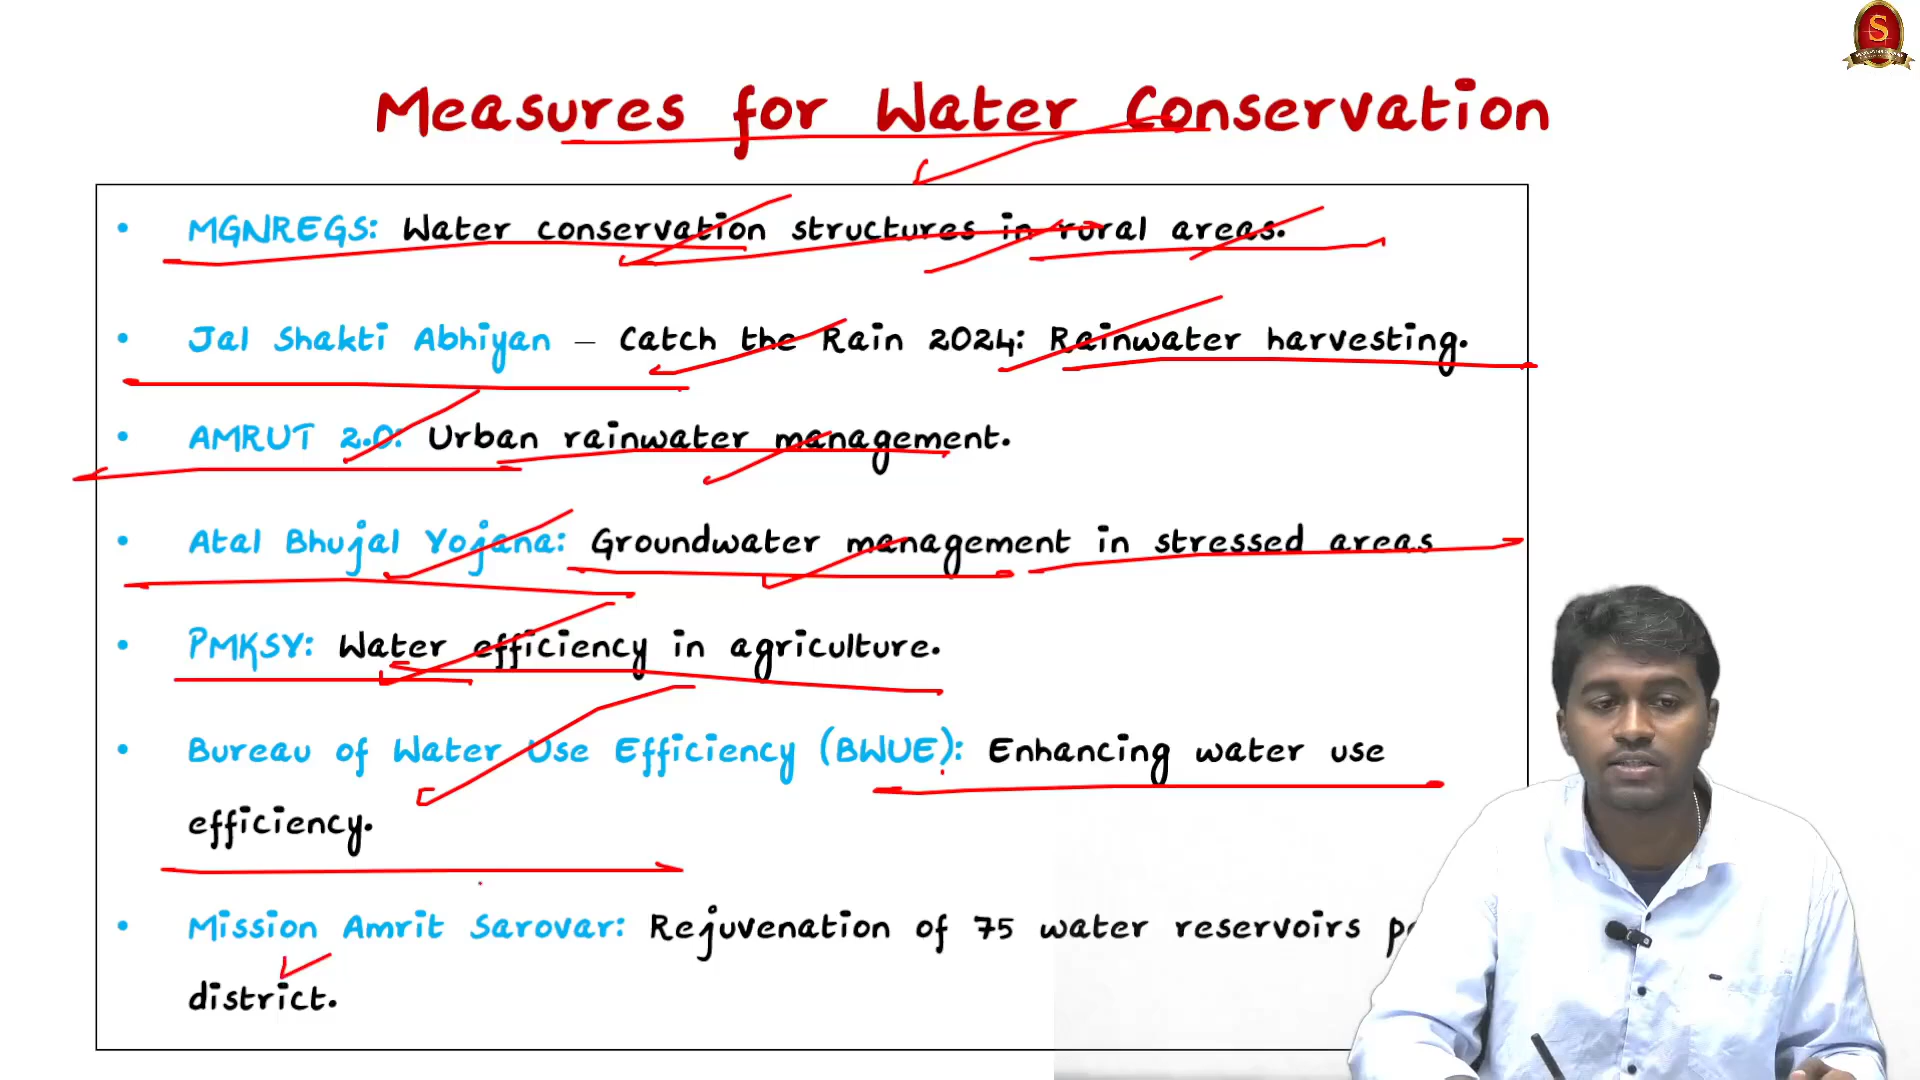 Measures for Water Conservation
• MGNREGS: Water conservation structures in rural areas.
• Jal Shakti Abhiyan – Catch the Rain 2024: Rainwater harvesting.
• AMRUT 2.0: Urban rainwater management.
• Atal Bhujal Yojana: Groundwater management in stressed areas
• PMKSY: Water efficiency in agriculture.
• Bureau of Water Use Efficiency (BWUE): Enhancing water use
efficiency.
• Mission Amrit Sarovar: Rejuvenation of 75 water reservoirs
district.
S